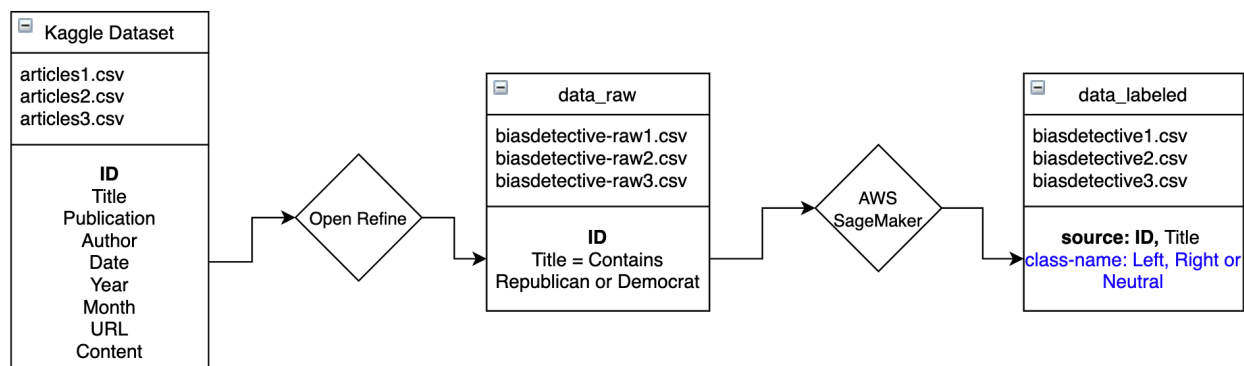 Kaggle Dataset
articles1.csv
articles2.csv
articles3.csv
ID
Title
Publication
Author
Date
Year
Month
URL
Content
Open Refine
data_raw
biasdetective-raw1.csv
biasdetective-raw2.csv
biasdetective-raw3.csv
ID
Title = Contains
Republican or Democrat
AWS
SageMaker
data_labeled
biasdetective1.csv
biasdetective2.csv
biasdetective3.csv
source: ID, Title
class-name: Left, Right or
Neutral